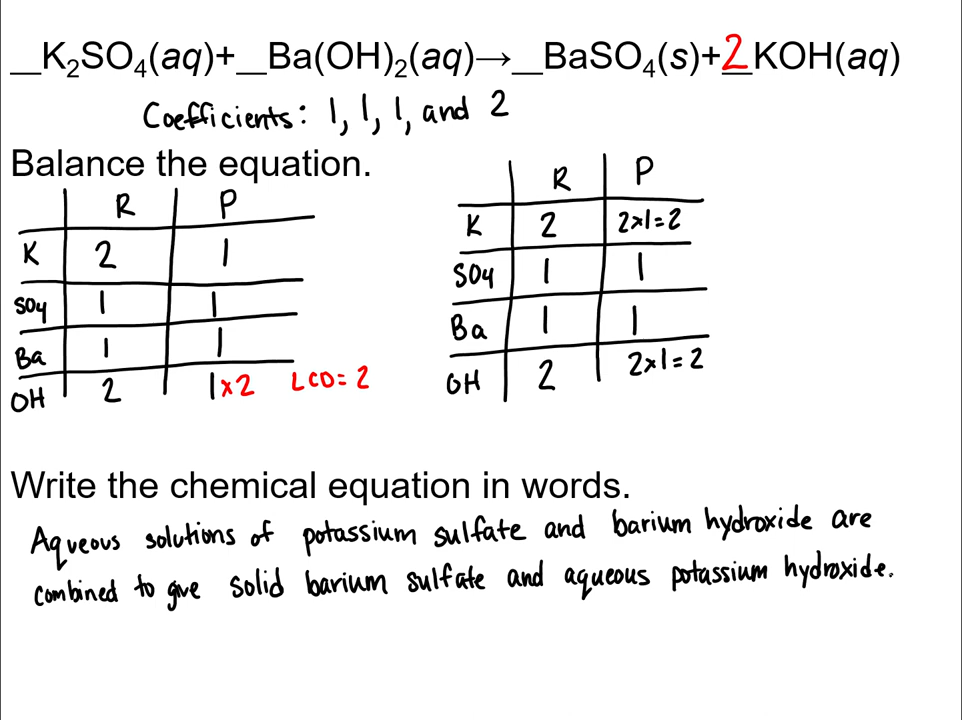 _K₂SO₄(aq)+_Ba(OH)₂(aq)→_BaSO₄(s)+2KOH(aq)
Coefficients: 1, 1, 1, and 2
Balance the equation.
R P
K 2 1
SO4 1 1
Ba 1 1
OH 2 1x2 LCD=2
R P
K 2 2x1=2
SO4 1 1
Ba 1 1
OH 2 2x1=2
Write the chemical equation in words.
Aqueous solutions of potassium sulfate and barium hydroxide are
combined to give solid barium sulfate and aqueous potassium hydroxide.